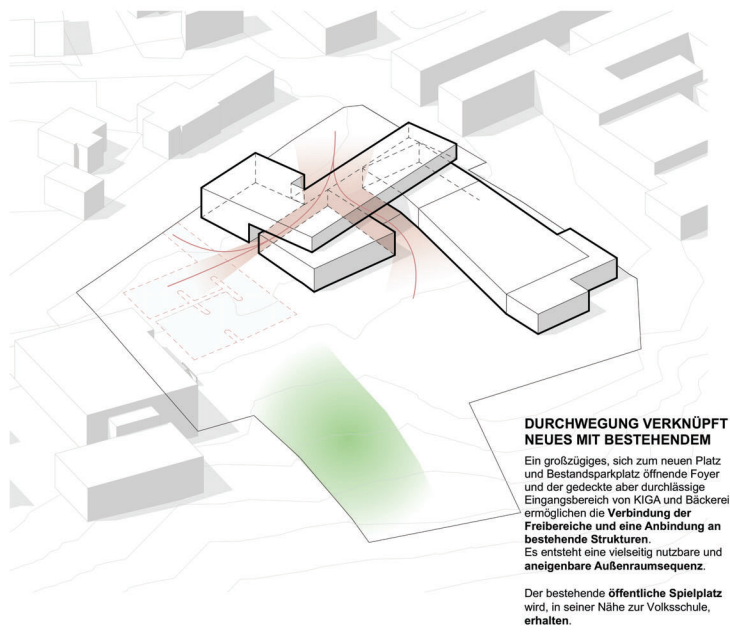 DURCHWEGUNG VERKNÜPFT
NEUES MIT BESTEHENDEM
Ein großzügiges, sich zum neuen Platz
und Bestandsparkplatz öffnende Foyer
und der gedeckte aber durchlässige
Eingangsbereich von KIGA und Bäckerei
ermöglichen die Verbindung der
Freibereiche und eine Anbindung an
bestehende Strukturen.
Es entsteht eine vielseitig nutzbare und
aneigenbare Außenraumsequenz.
Der bestehende öffentliche Spielplatz
wird, in seiner Nähe zur Volksschule,
erhalten.